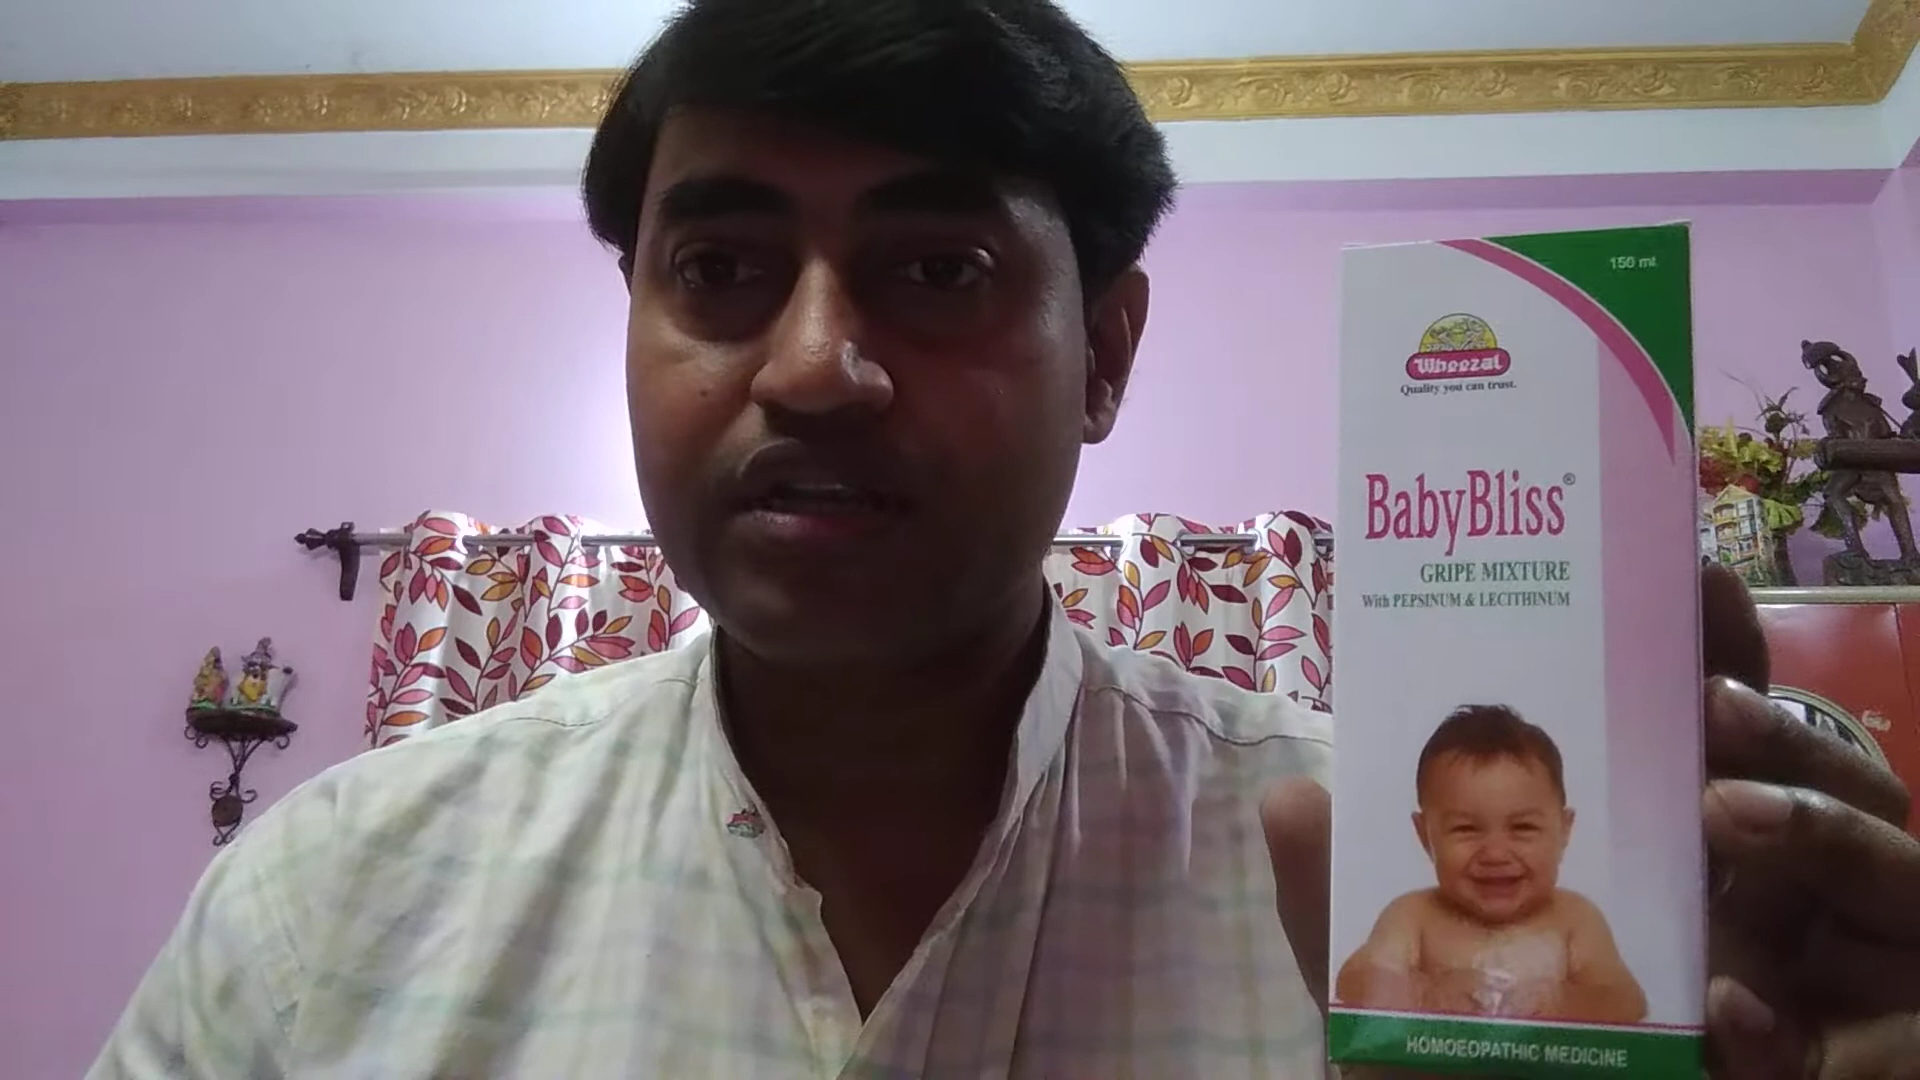 150 ml
Wheezal
Quality you can trust.
BabyBliss®
GRIPE MIXTURE
With PEPSINUM & LECITHINUM
HOMOEOPATHIC MEDICINE